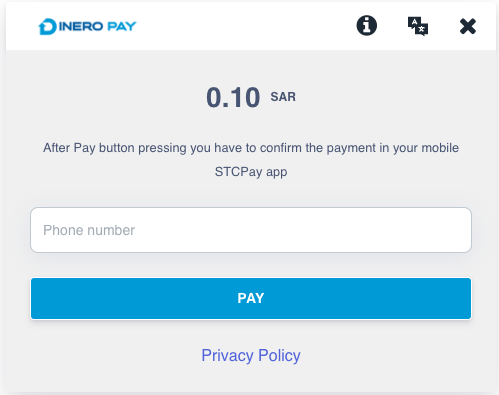 DINERO PAY
0.10 SAR
After Pay button pressing you have to confirm the payment in your mobile
STCPay app
Phone number
PAY
Privacy Policy